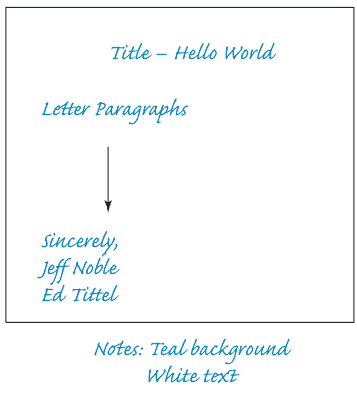 Title – Hello World
Letter Paragraphs
Sincerely,
Jeff Noble
Ed Tittel
Notes: Teal background
White text